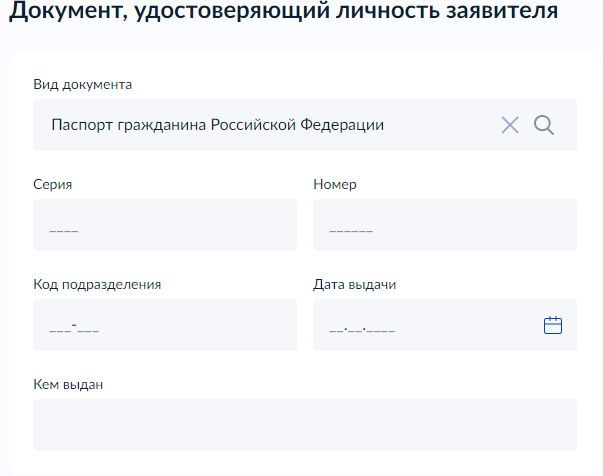 Документ, удостоверяющий личность заявителя
Вид документа
Паспорт гражданина Российской Федерации
Серия
Номер
____
______
Код подразделения
Дата выдачи
___-___
__.__.____
Кем выдан